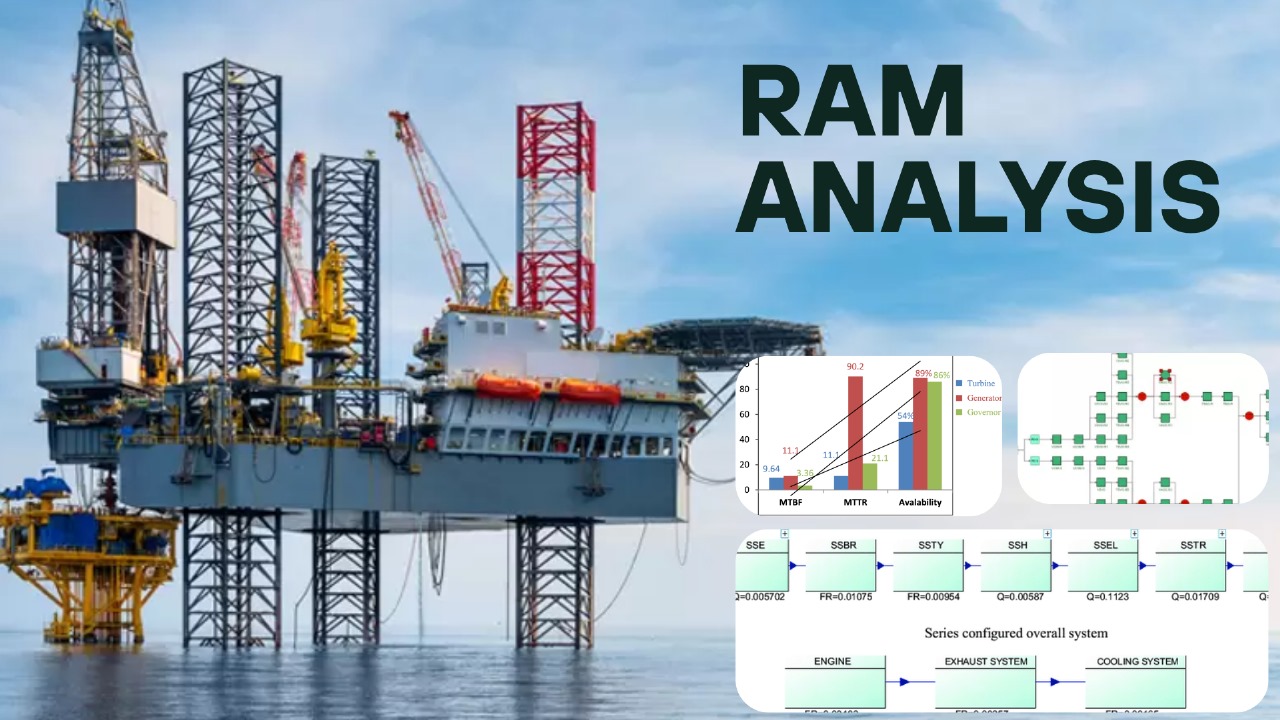 RAM
ANALYSIS
90.2
89% 86%
80
60
54%
40
20
0
9.64
11.1
3.36
11.1
21.1
MTBF
MTTR
Avalability
Turbine
Generator
Governor
SSE
SSBR
SSTY
SSH
SSEL
SSTR
Q=0.005702
FR=0.01075
FR=0.00954
Q=0.00587
Q=0.1123
Q=0.01709
Series configured overall system
ENGINE
EXHAUST SYSTEM
COOLING SYSTEM